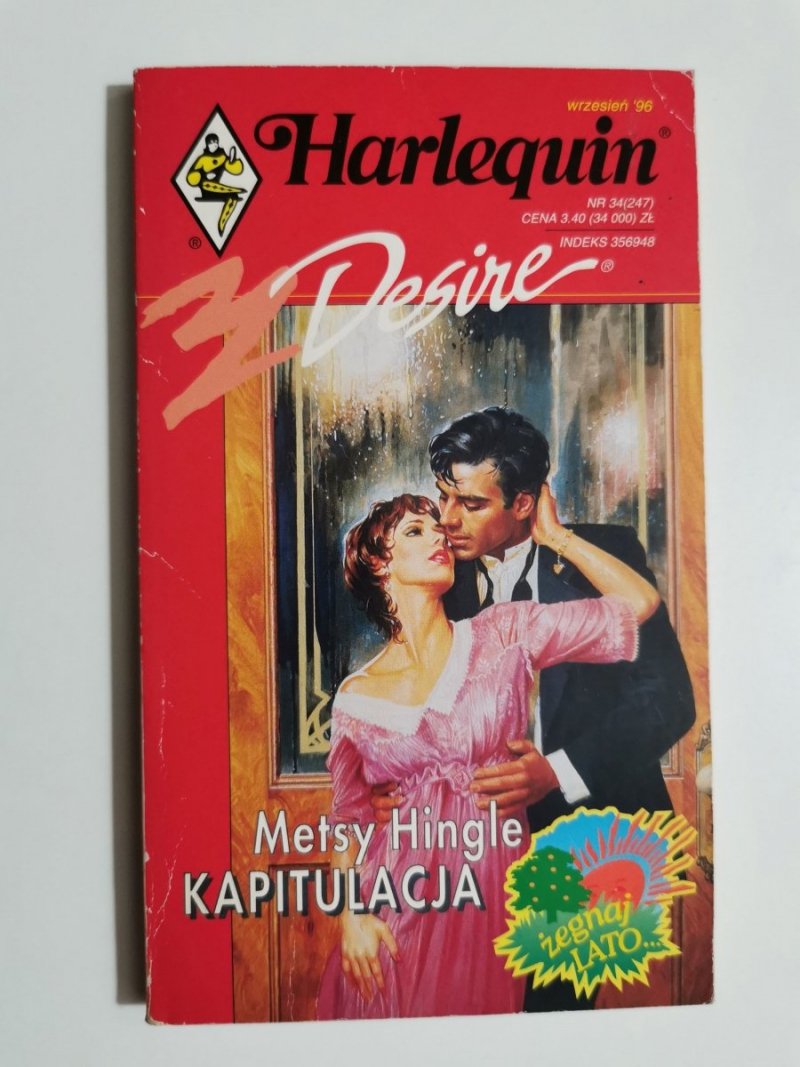 wrzesień '96
Harlequin®
NR 34(247)
CENA 3.40 (34 000) ZŁ
INDEKS 356948
®
Desire®
Metsy Hingle
KAPITULACJA
żegnaj
LATO...